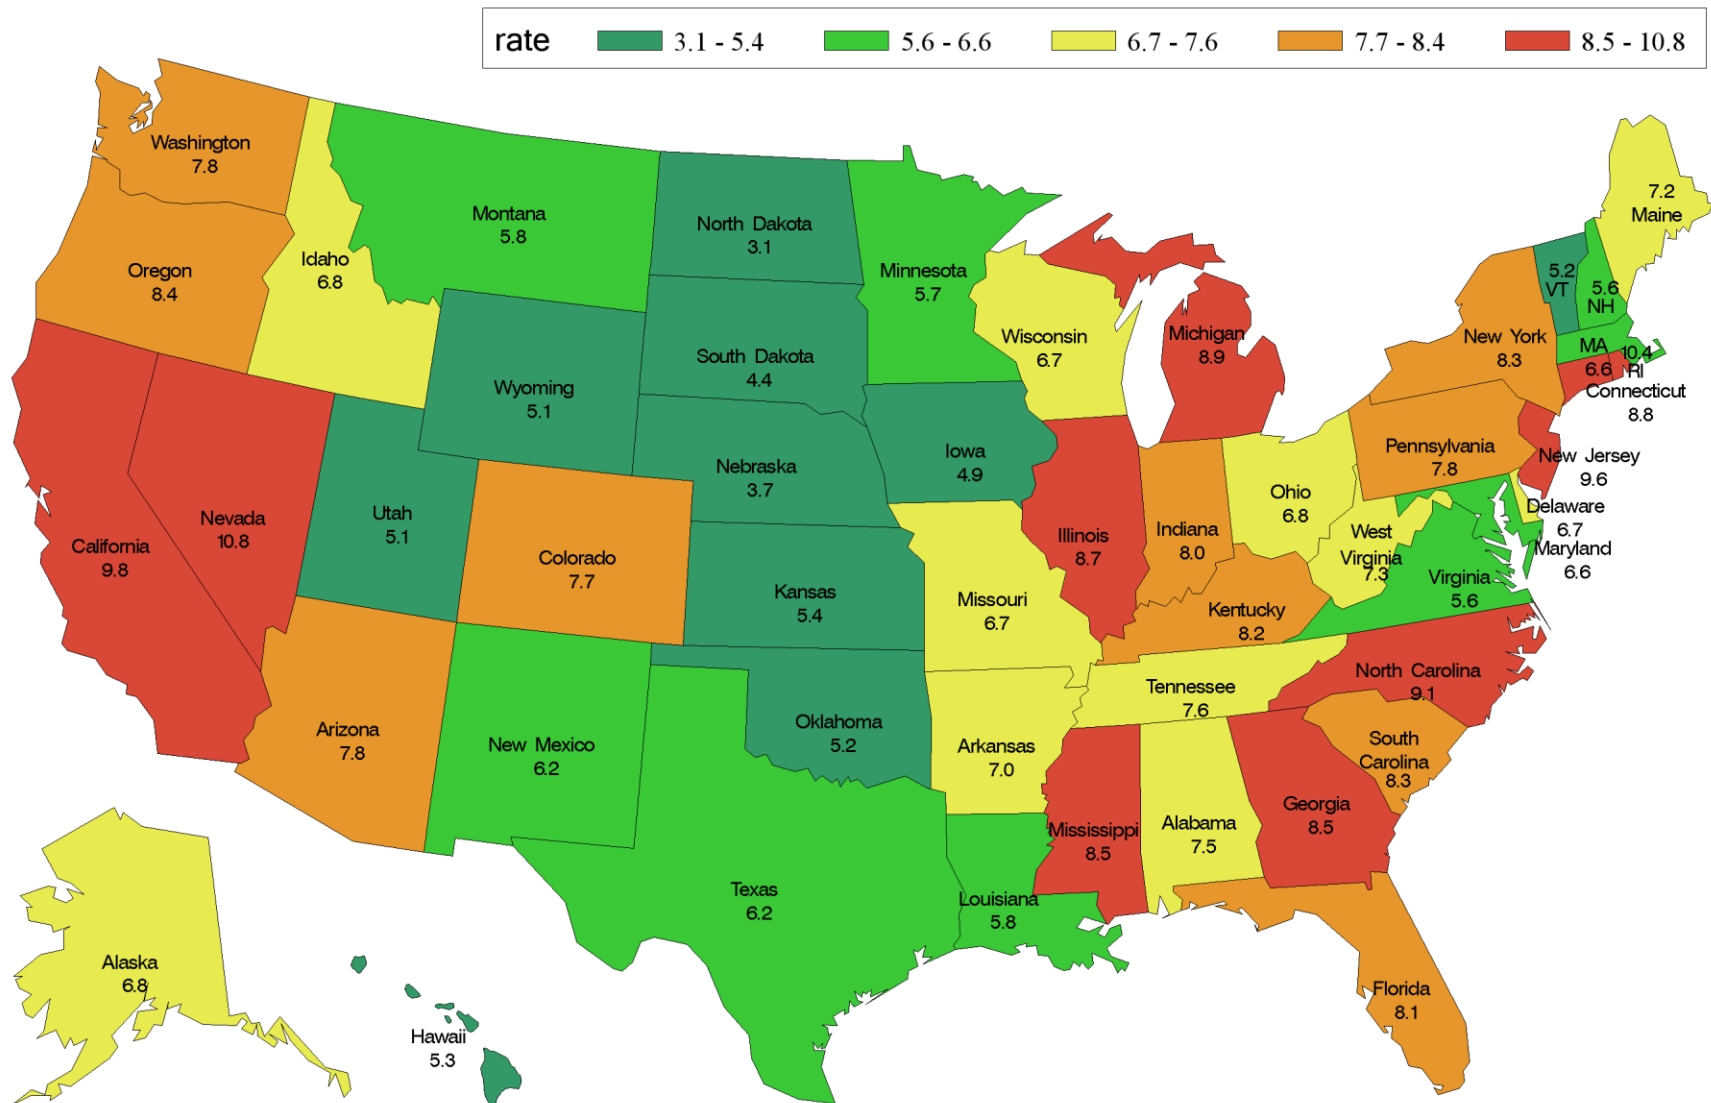 rate 3.1 - 5.4 5.6 - 6.6 6.7 - 7.6 7.7 - 8.4 8.5 - 10.8
Washington
7.8
Oregon
8.4
California
9.8
Nevada
10.8
Idaho
6.8
Montana
5.8
Wyoming
5.1
Utah
5.1
Colorado
7.7
Arizona
7.8
New Mexico
6.2
North Dakota
3.1
South Dakota
4.4
Nebraska
3.7
Kansas
5.4
Oklahoma
5.2
Texas
6.2
Minnesota
5.7
Iowa
4.9
Missouri
6.7
Arkansas
7.0
Louisiana
5.8
Wisconsin
6.7
Illinois
8.7
Michigan
8.9
Indiana
8.0
Ohio
6.8
Kentucky
8.2
Tennessee
7.6
Mississippi
8.5
Alabama
7.5
Georgia
8.5
Florida
8.1
South
Carolina
8.3
North Carolina
9.1
Virginia
5.6
West
Virginia
7.3
Pennsylvania
7.8
New York
8.3
5.2
VT
5.6
NH
7.2
Maine
MA
6.6
10.4
RI
Connecticut
8.8
New Jersey
9.6
Delaware
6.7
Maryland
6.6
Alaska
6.8
Hawaii
5.3